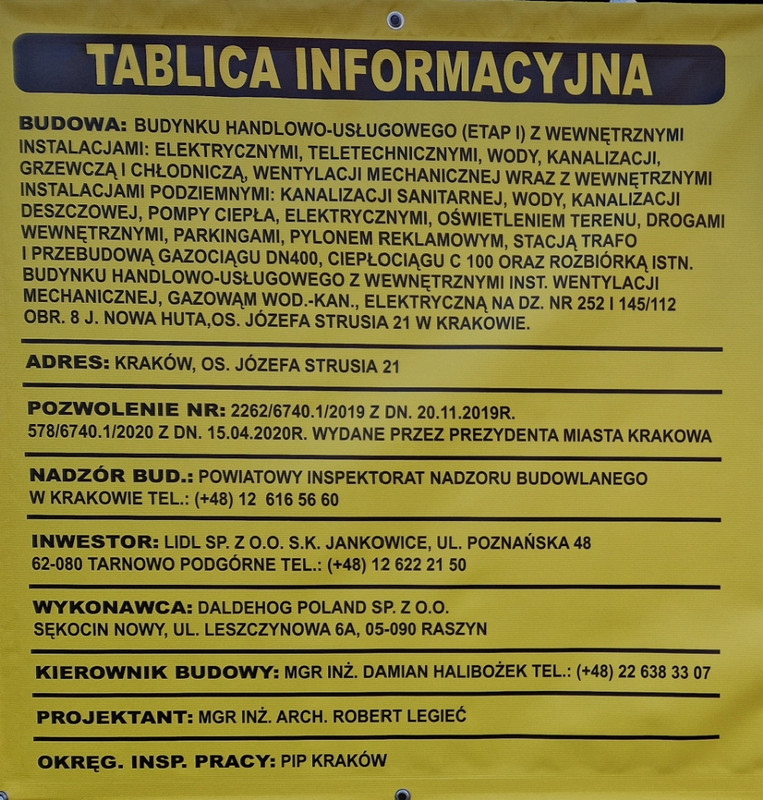 TABLICA INFORMACYJNA
BUDOWA: BUDYNKU HANDLOWO-USŁUGOWEGO (ETAP I) Z WEWNĘTRZNYMI
INSTALACJAMI: ELEKTRYCZNYMI, TELETECHNICZNYMI, WODY, KANALIZACJI,
GRZEWCZĄ I CHŁODNICZĄ, WENTYLACJI MECHANICZNEJ WRAZ Z WEWNĘTRZNYMI
INSTALACJAMI PODZIEMNYMI: KANALIZACJI SANITARNEJ, WODY, KANALIZACJI
DESZCZOWEJ, POMPY CIEPŁA, ELEKTRYCZNYMI, OŚWIETLENIEM TERENU, DROGAMI
WEWNĘTRZNYMI, PARKINGAMI, PYLONEM REKLAMOWYM, STACJĄ TRAFO
I PRZEBUDOWĄ GAZOCIĄGU DN400, CIEPŁOCIĄGU C 100 ORAZ ROZBIÓRKĄ ISTN.
BUDYNKU HANDLOWO-USŁUGOWEGO Z WEWNĘTRZNYMI INST. WENTYLACJI
MECHANICZNEJ, GAZOWĄM WOD.-KAN., ELEKTRYCZNĄ NA DZ. NR 252 I 145/112
OBR. 8 J. NOWA HUTA,OS. JÓZEFA STRUSIA 21 W KRAKOWIE.
ADRES: KRAKÓW, OS. JÓZEFA STRUSIA 21
POZWOLENIE NR: 2262/6740.1/2019 Z DN. 20.11.2019R.
578/6740.1/2020 Z DN. 15.04.2020R. WYDANE PRZEZ PREZYDENTA MIASTA KRAKOWA
NADZÓR BUD.: POWIATOWY INSPEKTORAT NADZORU BUDOWLANEGO
W KRAKOWIE TEL.: (+48) 12 616 56 60
INWESTOR: LIDL SP. Z O.O. S.K. JANKOWICE, UL. POZNAŃSKA 48
62-080 TARNOWO PODGÓRNE TEL.: (+48) 12 622 21 50
WYKONAWCA: DALDEHOG POLAND SP. Z O.O.
SĘKOCIN NOWY, UL. LESZCZYNOWA 6A, 05-090 RASZYN
KIEROWNIK BUDOWY: MGR INŻ. DAMIAN HALIBOŻEK TEL.: (+48) 22 638 33 07
PROJEKTANT: MGR INŻ. ARCH. ROBERT LEGIEĆ
OKRĘG. INSP. PRACY: PIP KRAKÓW